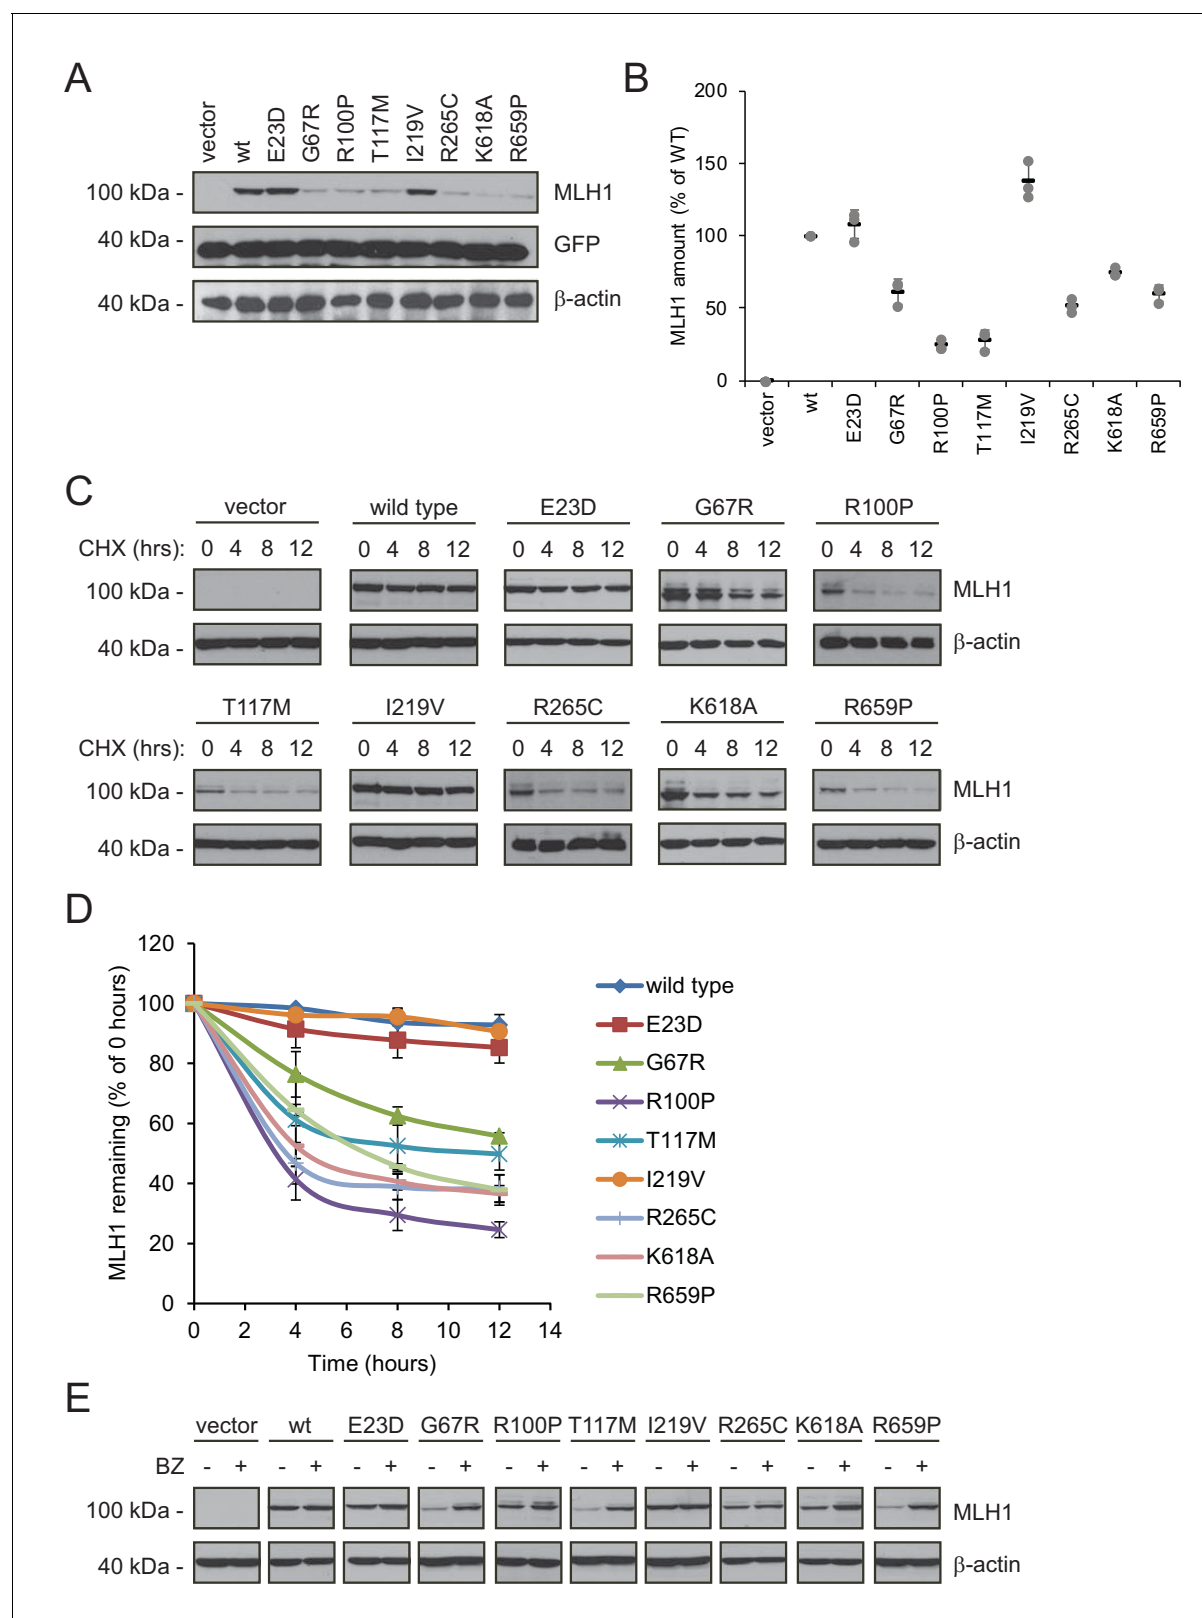 A
vector
wt
E23D
G67R
R100P
T117M
I219V
R265C
K618A
R659P
100 kDa -
MLH1
40 kDa -
GFP
40 kDa -
β-actin
B
MLH1 amount (% of WT)
200
150
100
50
0
vector
wt
E23D
G67R
R100P
T117M
I219V
R265C
K618A
R659P
C
vector wild type E23D G67R R100P
CHX (hrs): 0 4 8 12 0 4 8 12 0 4 8 12 0 4 8 12 0 4 8 12
100 kDa - MLH1
40 kDa - β-actin
T117M I219V R265C K618A R659P
CHX (hrs): 0 4 8 12 0 4 8 12 0 4 8 12 0 4 8 12 0 4 8 12
100 kDa - MLH1
40 kDa - β-actin
D
MLH1 remaining (% of 0 hours)
120
100
80
60
40
20
0
0 2 4 6 8 10 12 14
Time (hours)
wild type
E23D
G67R
R100P
T117M
I219V
R265C
K618A
R659P
E
vector wt E23D G67R R100P T117M I219V R265C K618A R659P
BZ - + - + - + - + - + - + - + - + - + - +
100 kDa - MLH1
40 kDa - β-actin